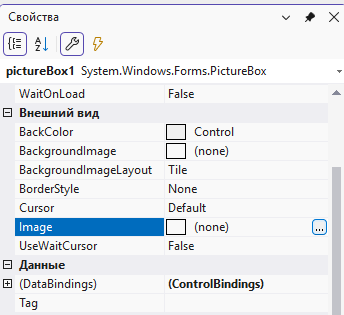 Свойства
pictureBox1 System.Windows.Forms.PictureBox
WaitOnLoad False
Внешний вид
BackColor Control
BackgroundImage (none)
BackgroundImageLayout Tile
BorderStyle None
Cursor Default
Image (none) ...
UseWaitCursor False
Данные
(DataBindings) (ControlBindings)
Tag